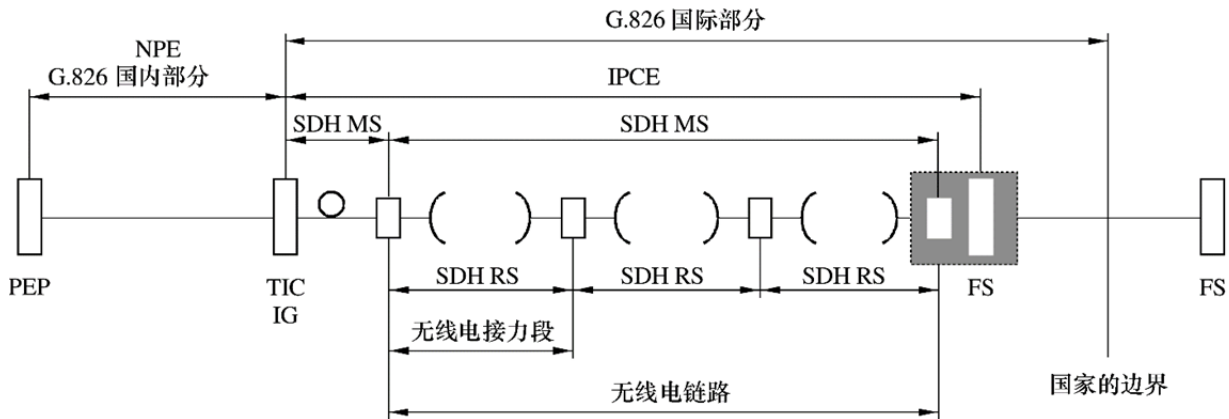 G.826 国际部分
NPE
G.826 国内部分
IPCE
SDH MS
SDH MS
PEP
TIC
IG
SDH RS
SDH RS
SDH RS
FS
FS
无线电接力段
无线电链路
国家的边界